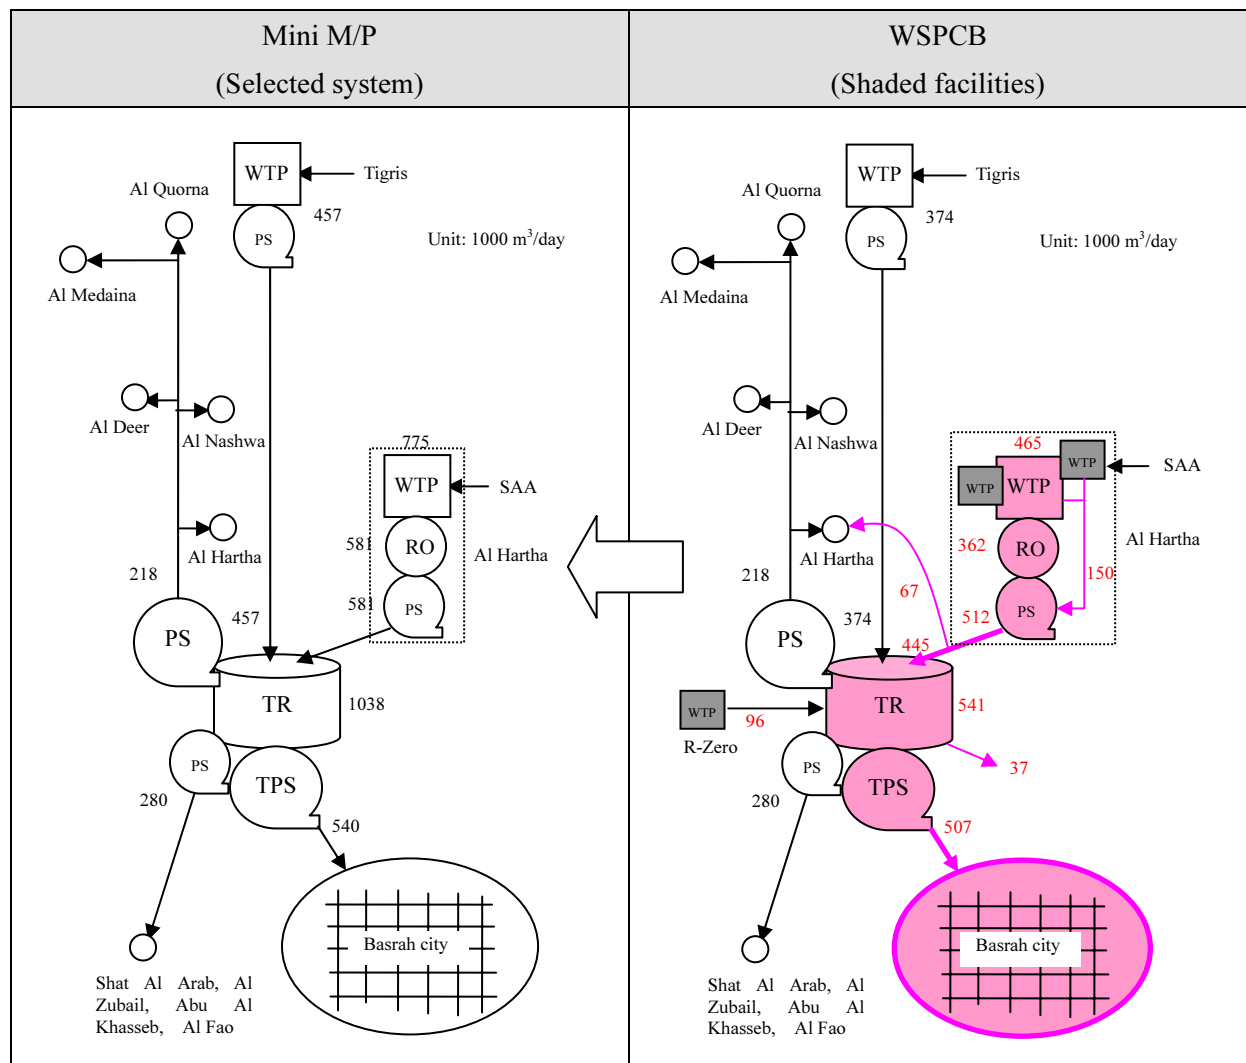 Mini M/P
(Selected system)
WSPCB
(Shaded facilities)
WTP
Tigris
Al Quorna
457
PS
Unit: 1000 m³/day
Al Medaina
Al Deer
Al Nashwa
775
WTP
SAA
Al Hartha
581
RO
Al Hartha
218
581
PS
457
PS
TR
1038
PS
TPS
280
540
Basrah city
Shat Al Arab, Al
Zubail, Abu Al
Khasseb, Al Fao
WTP
Tigris
Al Quorna
374
PS
Unit: 1000 m³/day
Al Medaina
Al Deer
Al Nashwa
465
WTP
SAA
WTP
WTP
Al Hartha
362
RO
Al Hartha
218
67
150
374
512
PS
PS
445
TR
541
WTP
96
R-Zero
37
PS
TPS
280
507
Basrah city
Shat Al Arab, Al
Zubail, Abu Al
Khasseb, Al Fao